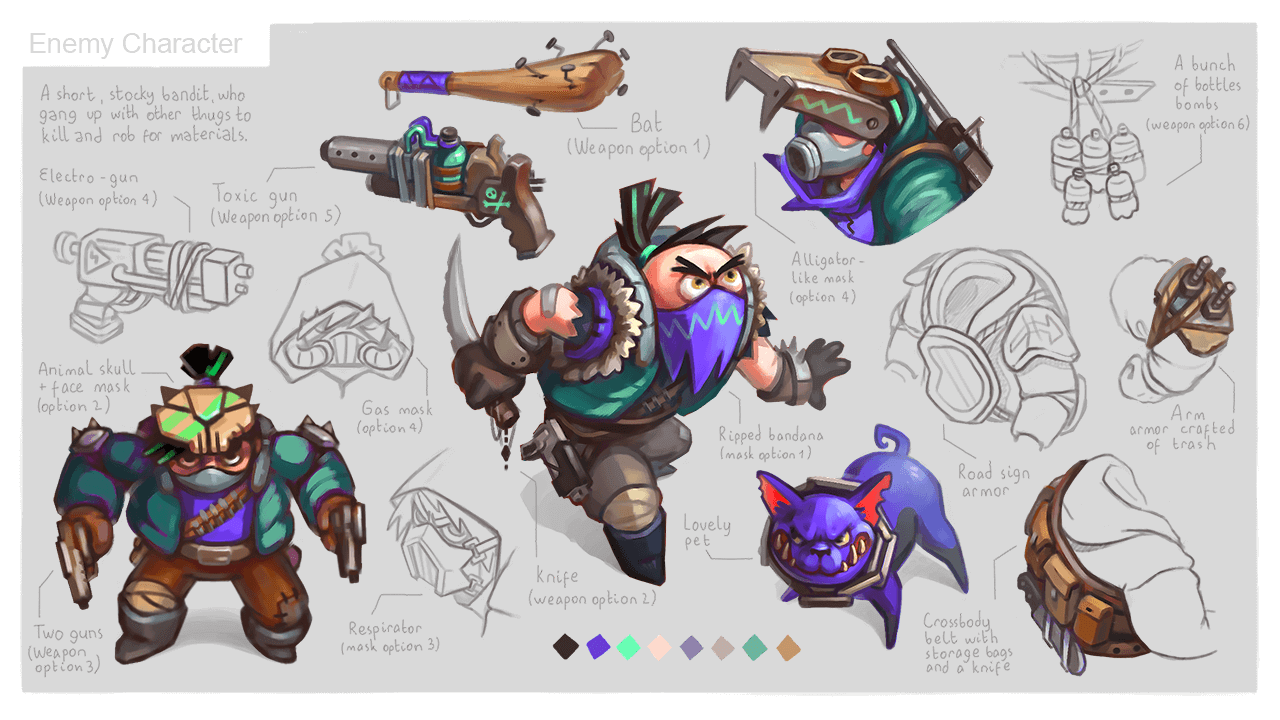 Enemy Character
A short, stocky bandit, who
gang up with other thugs to
kill and rob for materials.
Electro-gun
(Weapon option 4)
Toxic gun
(Weapon option 5)
Bat
(Weapon option 1)
A bunch
of bottles
bombs
(weapon option 6)
Alligator-
like mask
(option 4)
Animal skull
+ face mask
(option 2)
Gas mask
(option 4)
Ripped bandana
(mask option 1)
Arm
armor crafted
of trash
Road sign
armor
Lovely
pet
Knife
(weapon option 2)
Two guns
(Weapon
option 3)
Respirator
(mask option 3)
Crossbody
belt with
storage bags
and a knife